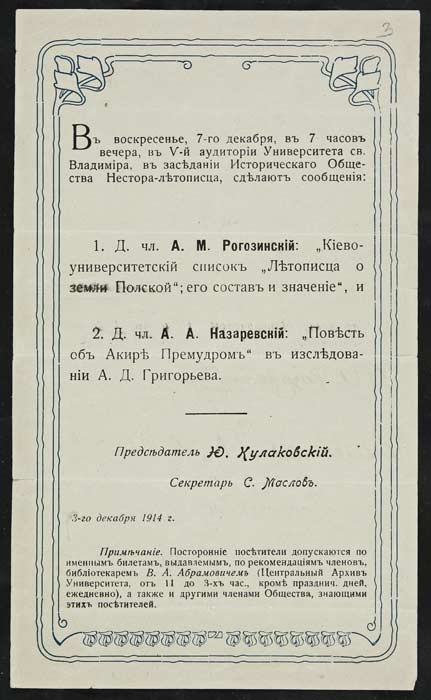 3
Въ воскресенье, 7-го декабря, въ 7 часовъ
вечера, въ V-й аудиторіи Университета св.
Владиміра, въ засѣданіи Историческаго Обще-
ства Нестора-лѣтописца, сдѣлаютъ сообщенія:
1. Д. чл. А. М. Рогозинскій: „Кіево-
университетскій списокъ „Лѣтописца о
земли Полской“; его составъ и значеніе“, и
2. Д. чл. А. А. Назаревскій: „Повѣсть
объ Акирѣ Премудромъ“ въ изслѣдова-
ніи А. Д. Григорьева.
Предсѣдатель Ю. Кулаковскій.
Секретарь С. Масловъ.
3-го декабря 1914 г.
Примѣчаніе. Посторонніе посѣтители допускаются по
именнымъ билетамъ, выдаваемымъ, по рекомендаціямъ членовъ,
библіотекаремъ В. А. Абрамовичемъ (Центральный Архивъ
Университета, отъ 11 до 3-хъ час., кромѣ праздничн. дней,
ежедневно), а также и другими членами Общества, знающими
этихъ посѣтителей.